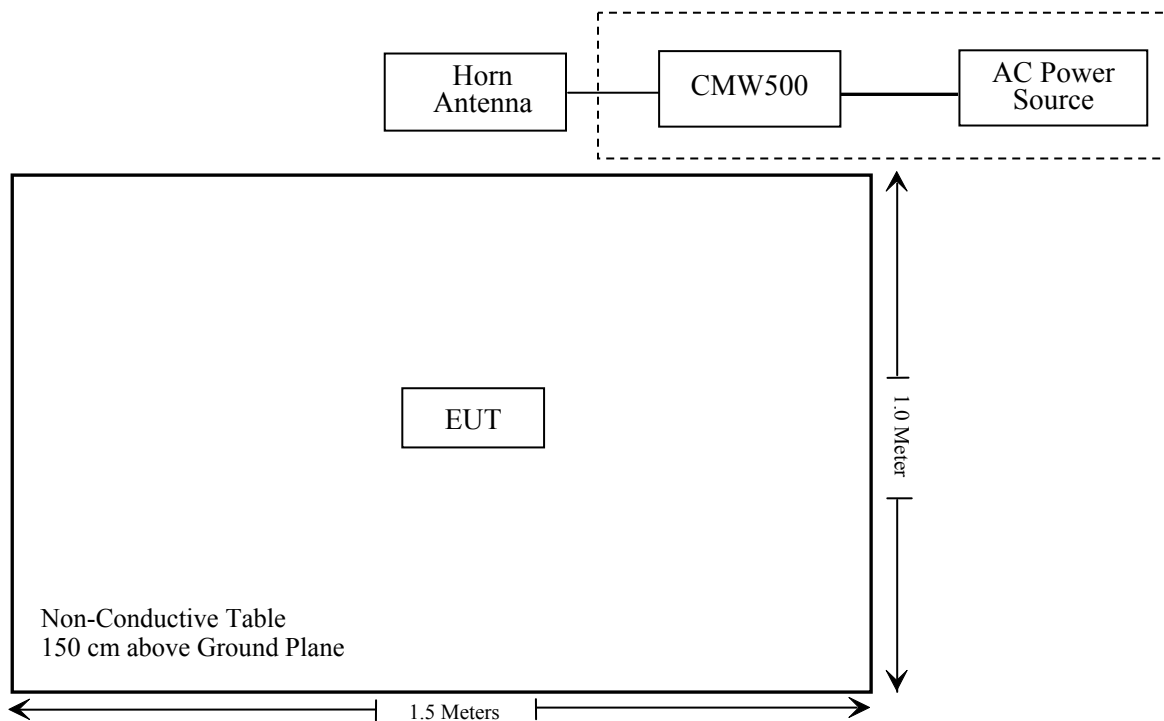 Horn
Antenna
CMW500
AC Power
Source
EUT
1.0 Meter
Non-Conductive Table
150 cm above Ground Plane
1.5 Meters